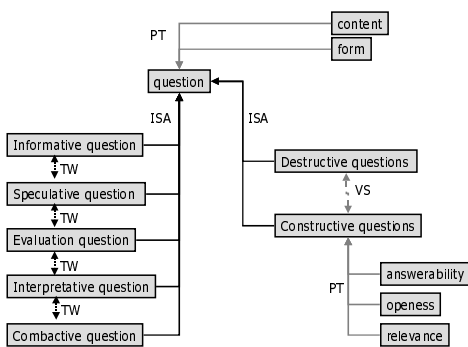 content
PT
form
question
ISA
ISA
Informative question
TW
Destructive questions
Speculative question
VS
TW
Constructive questions
Evaluation question
TW
answerability
Interpretative question
PT
openess
TW
Combactive question
relevance